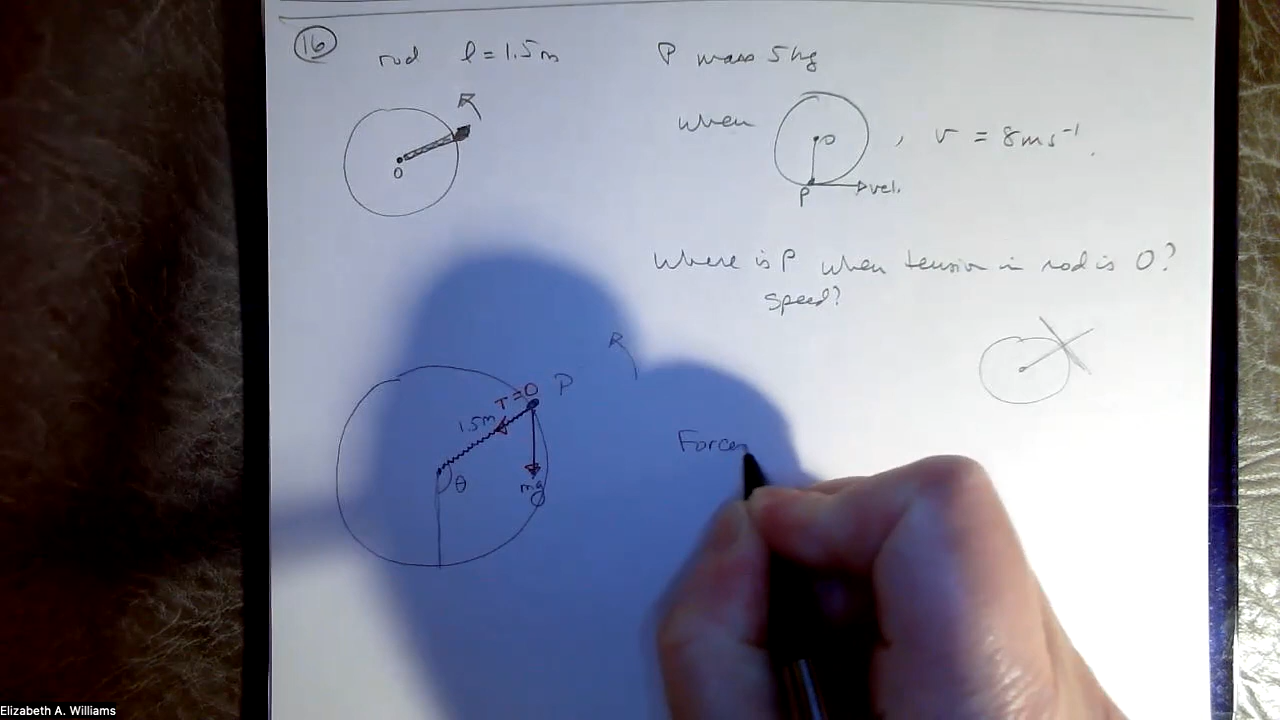 16 rod l = 1.5m P mass 5kg
O
when O P vel. , v = 8ms⁻¹.
Where is P when tension in rod is 0?
speed?
P
T=0
1.5m
θ
mg
Forces
Elizabeth A. Williams